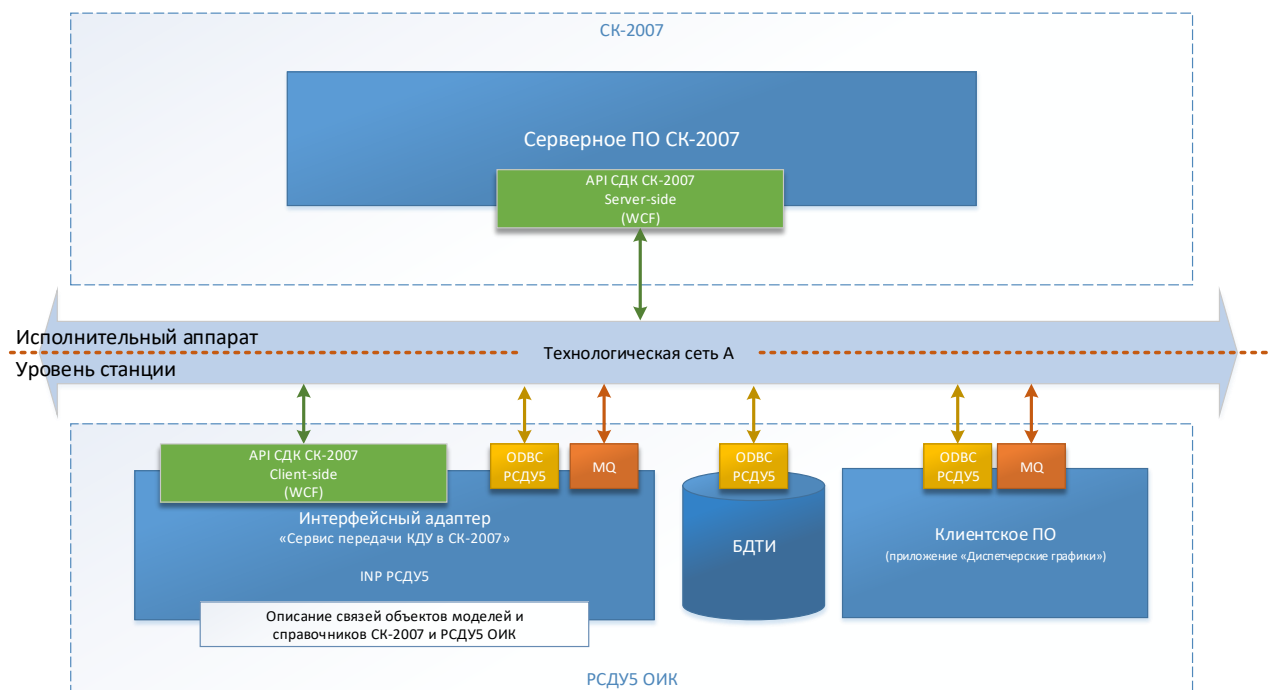 СК-2007
Серверное ПО СК-2007
API СДК СК-2007
Server-side
(WCF)
Исполнительный аппарат
Технологическая сеть А
Уровень станции
API СДК СК-2007
Client-side
(WCF)
ODBC
РСДУ5
MQ
Интерфейсный адаптер
«Сервис передачи КДУ в СК-2007»
INP РСДУ5
Описание связей объектов моделей и
справочников СК-2007 и РСДУ5 ОИК
ODBC
РСДУ5
БДТИ
ODBC
РСДУ5
MQ
Клиентское ПО
(приложение «Диспетчерские графики»)
РСДУ5 ОИК